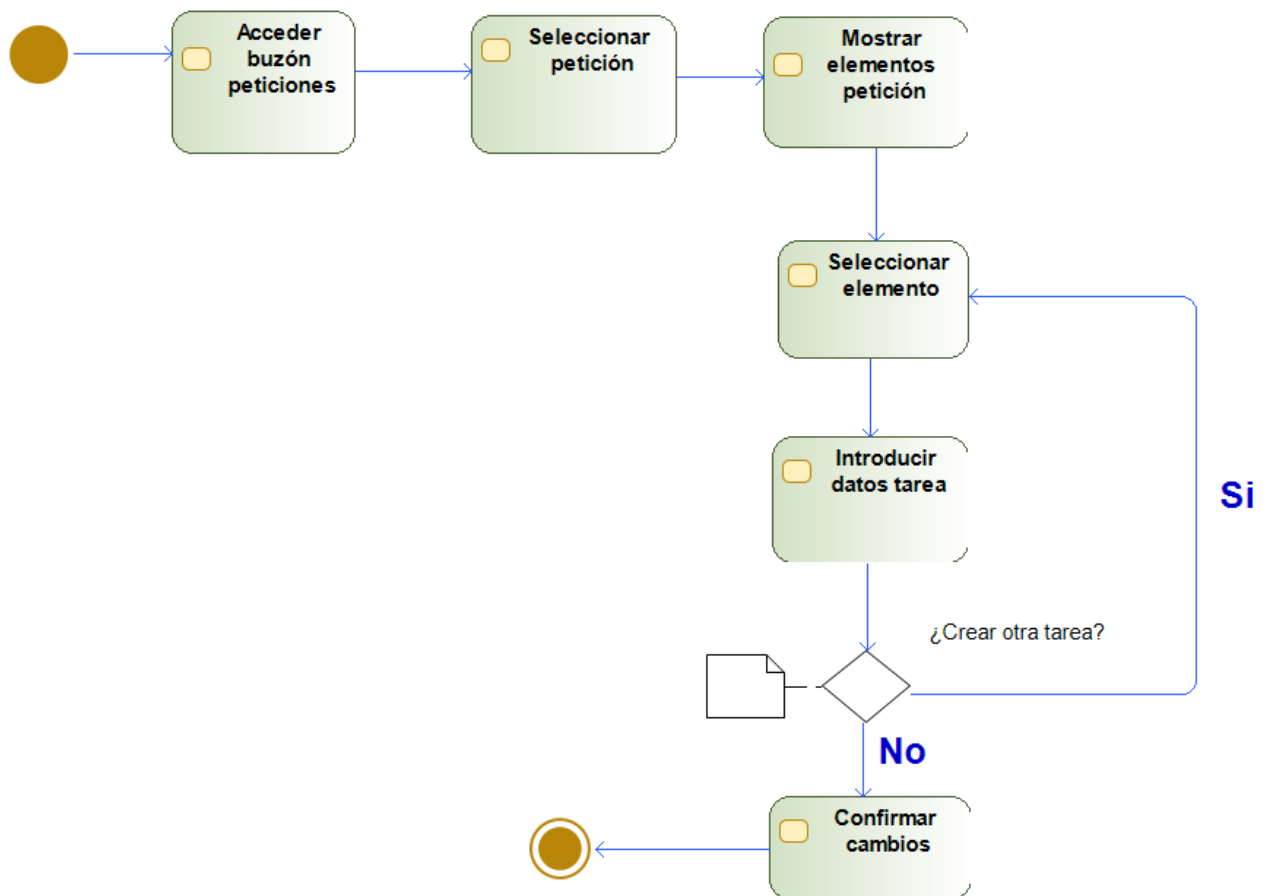 Acceder
buzón
peticiones
Seleccionar
petición
Mostrar
elementos
petición
Seleccionar
elemento
Introducir
datos tarea
Si
¿Crear otra tarea?
No
Confirmar
cambios